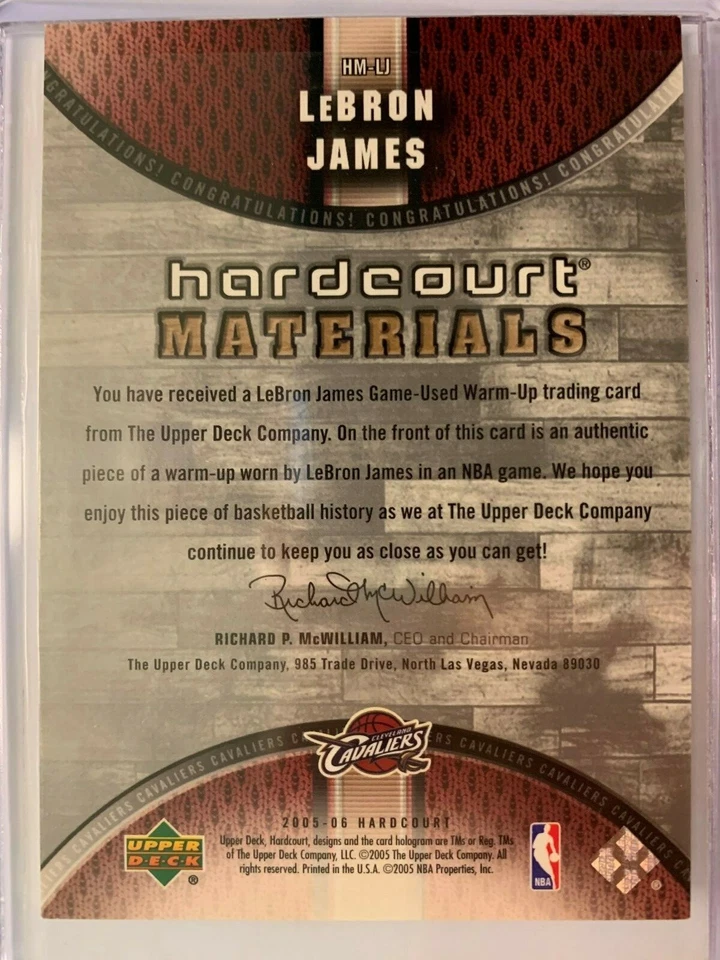 HM-LJ
LEBRON
JAMES
CONGRATULATIONS! CONGRATULATIONS! CONGRATULATIONS! CONGRATULATI
hardcourt®
MATERIALS
You have received a LeBron James Game-Used Warm-Up trading card
from The Upper Deck Company. On the front of this card is an authentic
piece of a warm-up worn by LeBron James in an NBA game. We hope you
enjoy this piece of basketball history as we at The Upper Deck Company
continue to keep you as close as you can get!
Richard P. McWilliam
RICHARD P. McWILLIAM, CEO and Chairman
The Upper Deck Company, 985 Trade Drive, North Las Vegas, Nevada 89030
CLEVELAND
CAVALIERS
CAVALIERS CAVALIERS CAVALIERS C RS CAVALIERS CAVALIERS CAVALIERS
2005-06 HARDCOURT
Upper Deck, Hardcourt, designs and the card hologram are TMs or Reg. TMs
of The Upper Deck Company, LLC. ©2005 The Upper Deck Company. All
rights reserved. Printed in the U.S.A. ©2005 NBA Properties, Inc.
UPPER
D·E·C·K
®
NBA
®